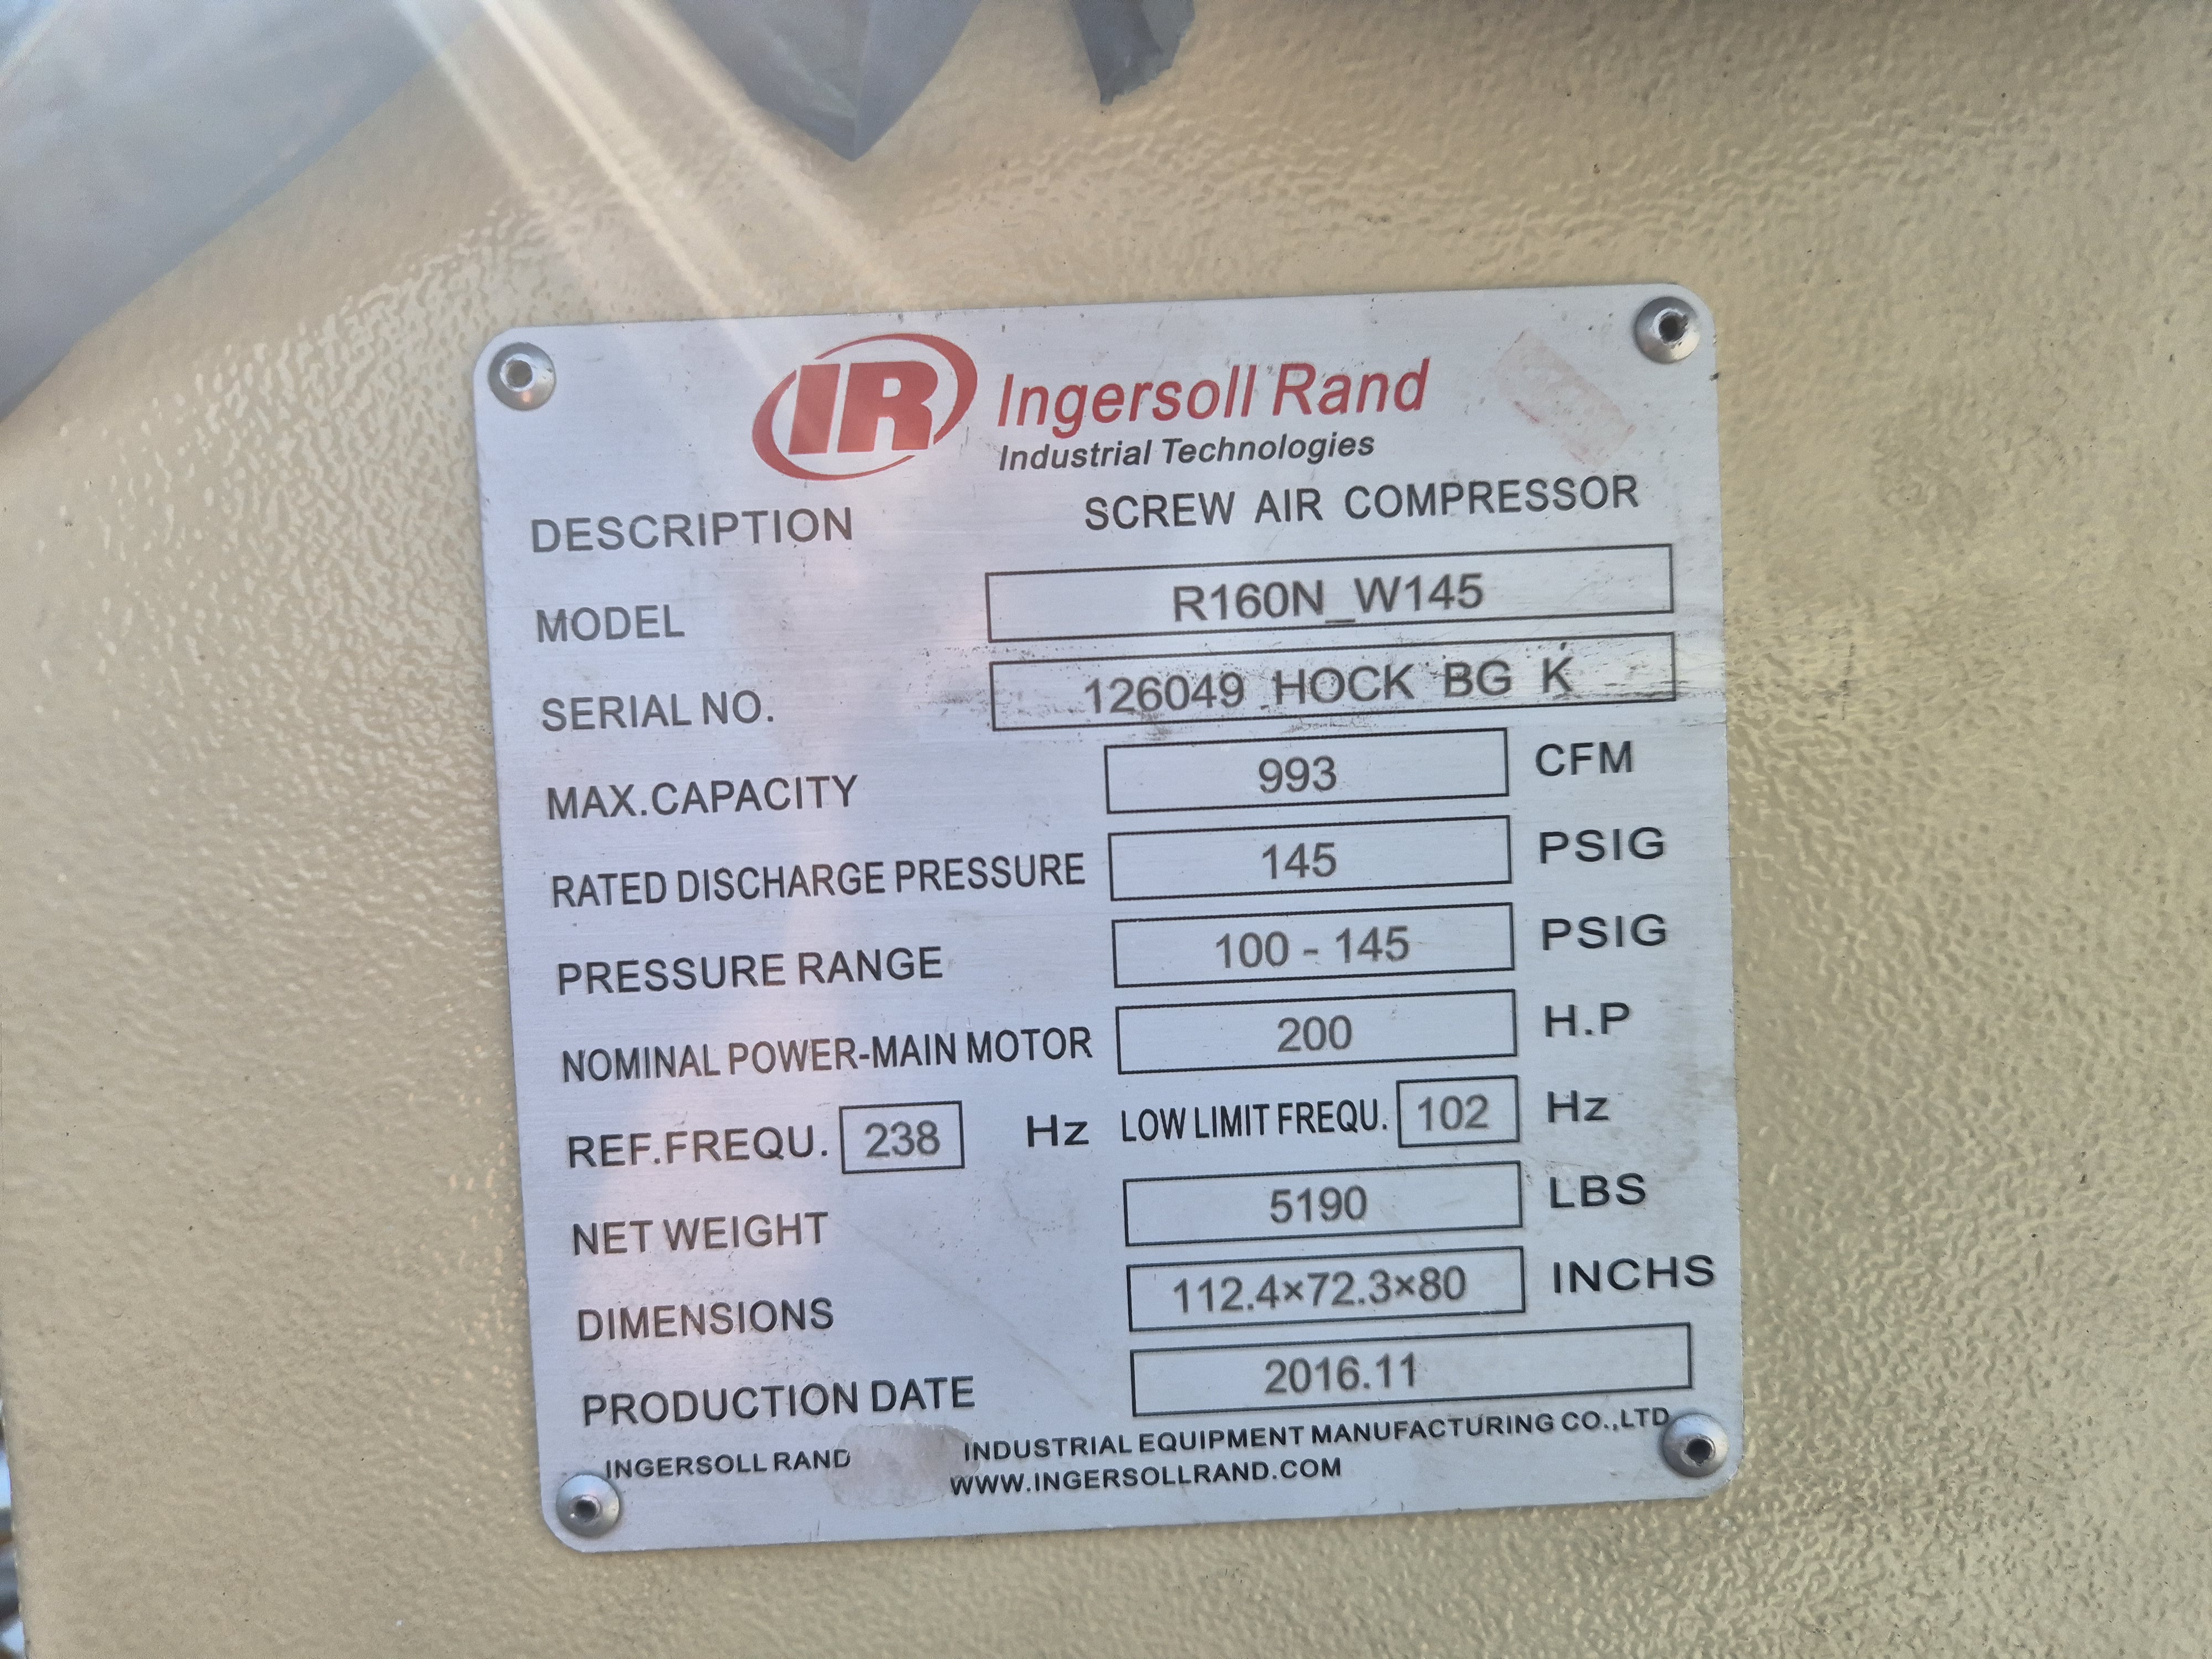 IR Ingersoll Rand
Industrial Technologies
DESCRIPTION SCREW AIR COMPRESSOR
MODEL R160N_W145
SERIAL NO. 126049 HOCK BG K
MAX.CAPACITY 993 CFM
RATED DISCHARGE PRESSURE 145 PSIG
PRESSURE RANGE 100 - 145 PSIG
NOMINAL POWER-MAIN MOTOR 200 H.P
REF.FREQU. 238 Hz LOW LIMIT FREQU. 102 Hz
NET WEIGHT 5190 LBS
DIMENSIONS 112.4×72.3×80 INCHS
PRODUCTION DATE 2016.11
INGERSOLL RAND INDUSTRIAL EQUIPMENT MANUFACTURING CO.,LTD
WWW.INGERSOLLRAND.COM